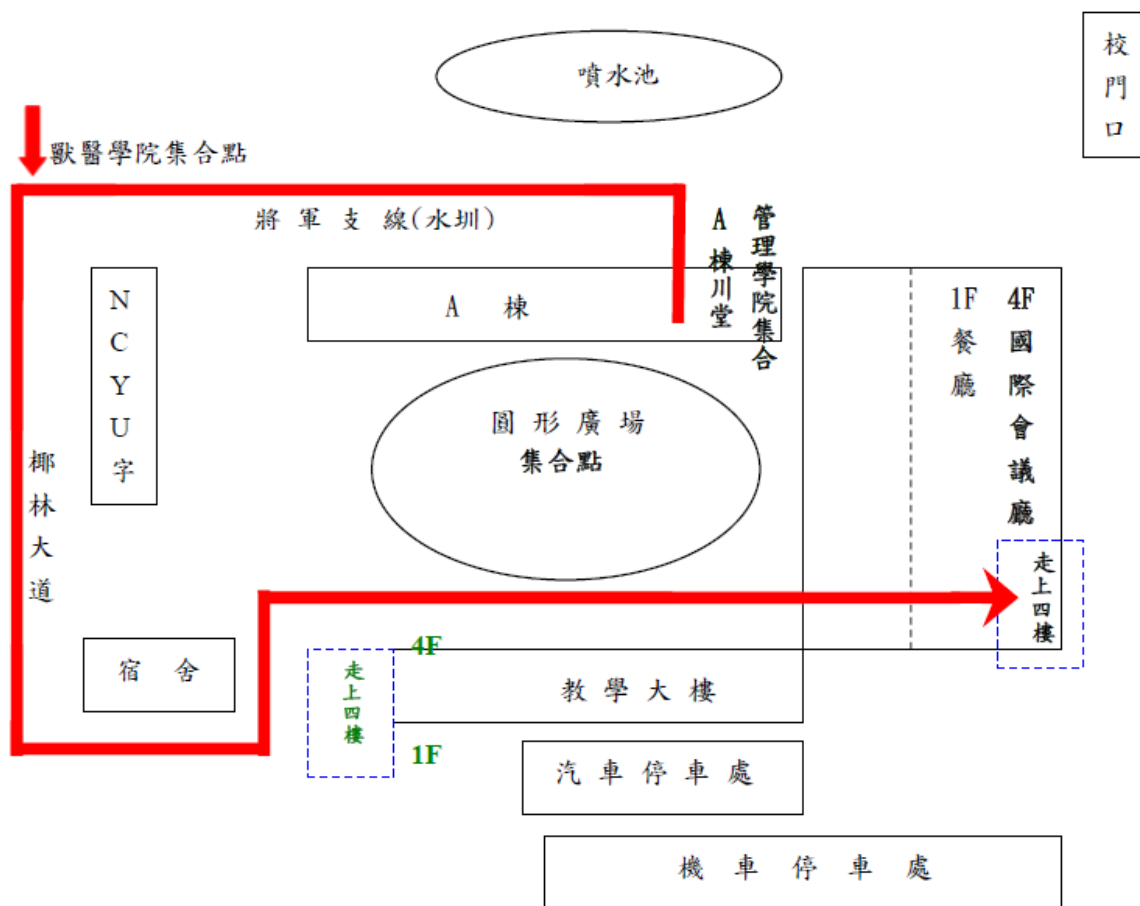 校門口
噴水池
獸醫學院集合點
將軍支線(水圳)
管理學院集合
A棟川堂
NCYU字
A 棟
1F餐廳
4F國際會議廳
圓形廣場
集合點
椰林大道
走上四樓
宿舍
4F
走上四樓
1F
教學大樓
汽車停車處
機車停車處